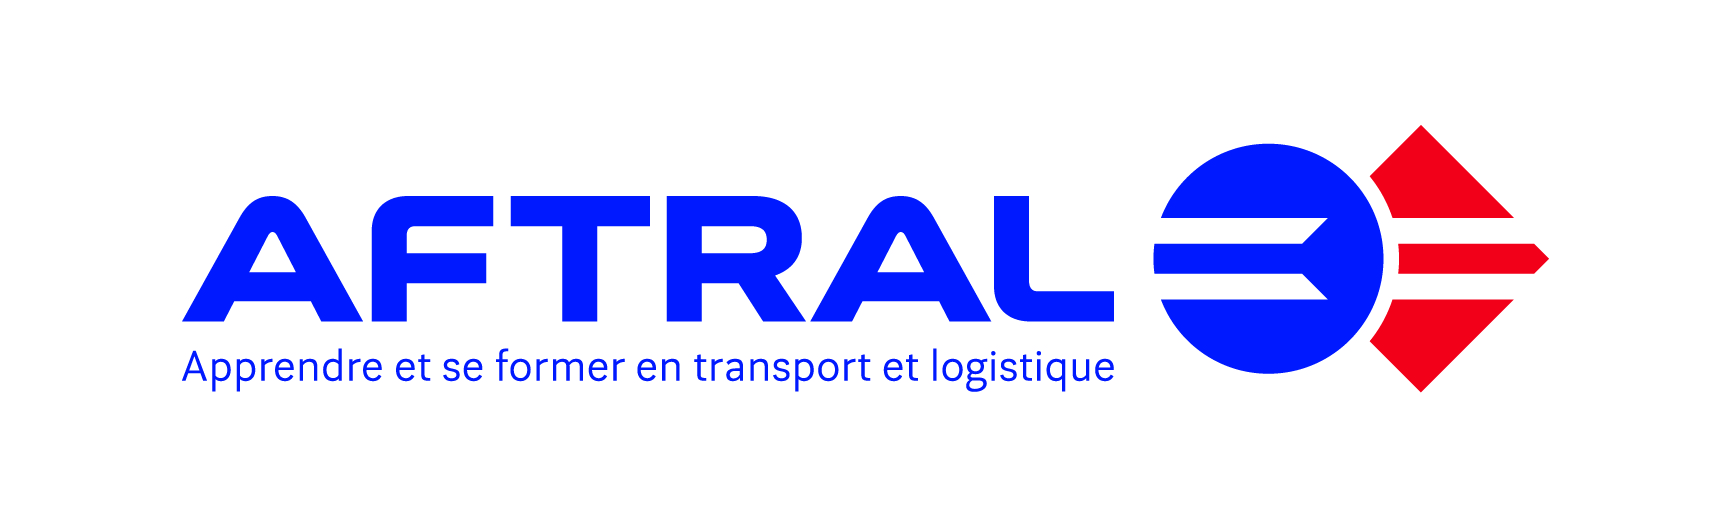 AFTRAL
Apprendre et se former en transport et logistique